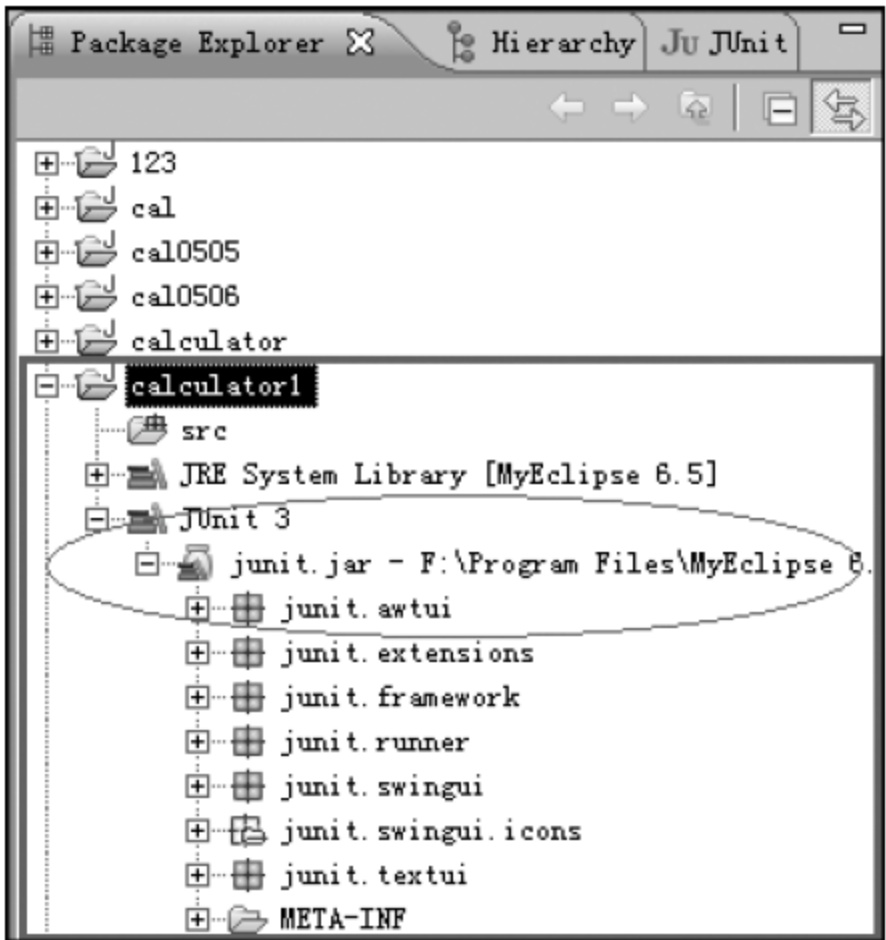 Package Explorer Hierarchy JU JUnit
123
cal
cal0505
cal0506
calculator
calculator1
src
JRE System Library [MyEclipse 6.5]
JUnit 3
junit.jar - F:\Program Files\MyEclipse 6.
junit.awtui
junit.extensions
junit.framework
junit.runner
junit.swingui
junit.swingui.icons
junit.textui
META-INF